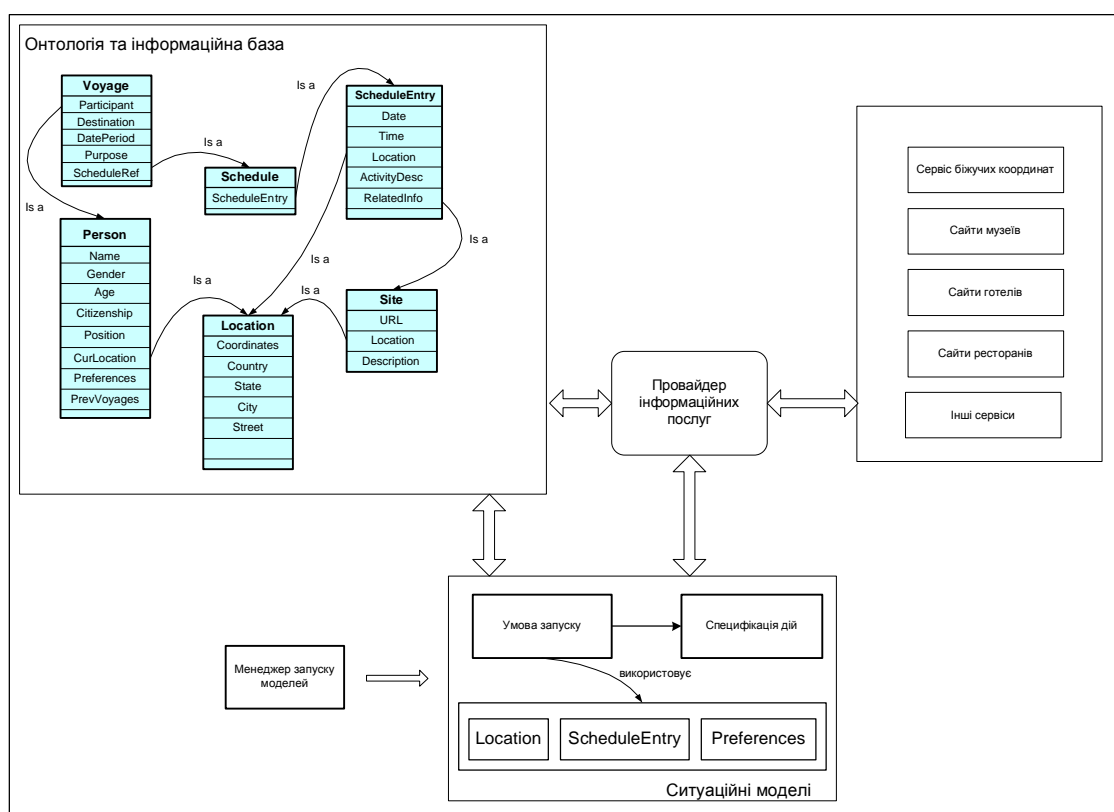 Онтологія та інформаційна база
Voyage
Participant
Destination
DatePeriod
Purpose
ScheduleRef
Is a
Is a
Schedule
ScheduleEntry
Is a
ScheduleEntry
Date
Time
Location
ActivityDesc
RelatedInfo
Is a
Is a
Person
Name
Gender
Age
Citizenship
Position
CurLocation
Preferences
PrevVoyages
Is a
Location
Coordinates
Country
State
City
Street
Is a
Site
URL
Location
Description
Провайдер
інформаційних
послуг
Сервіс біжучих координат
Сайти музеїв
Сайти готелів
Сайти ресторанів
Інші сервіси
Менеджер запуску
моделей
Умова запуску
Специфікація дій
використовує
Location
ScheduleEntry
Preferences
Ситуаційні моделі